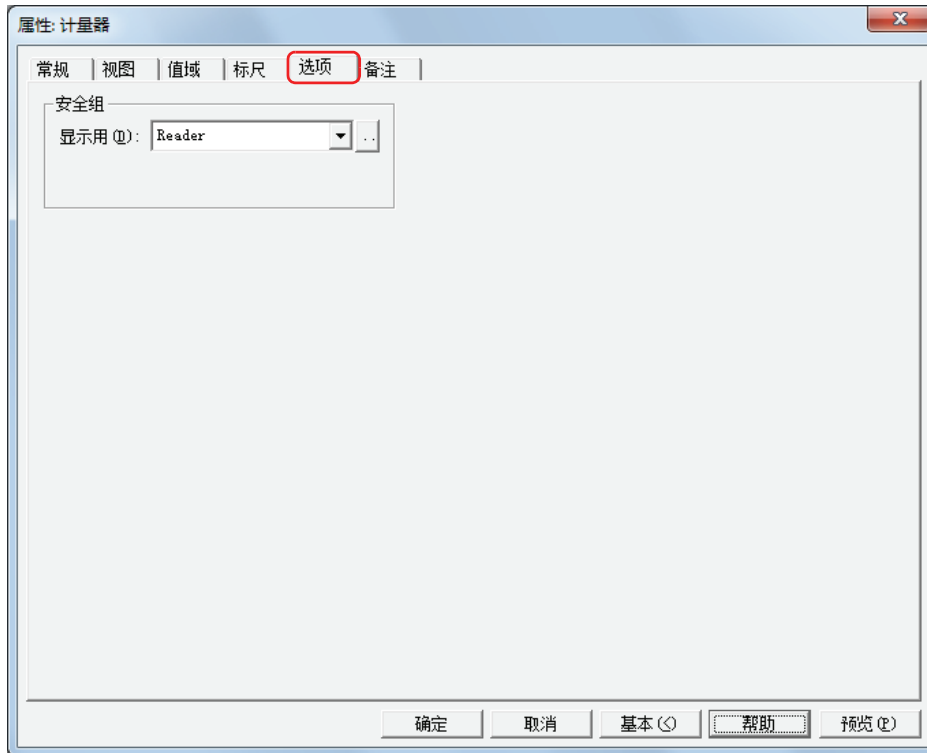 属性: 计量器
常规 视图 值域 标尺 选项 备注
安全组
显示用(D): Reader ..
确定 取消 基本(<) 帮助 预览(P)